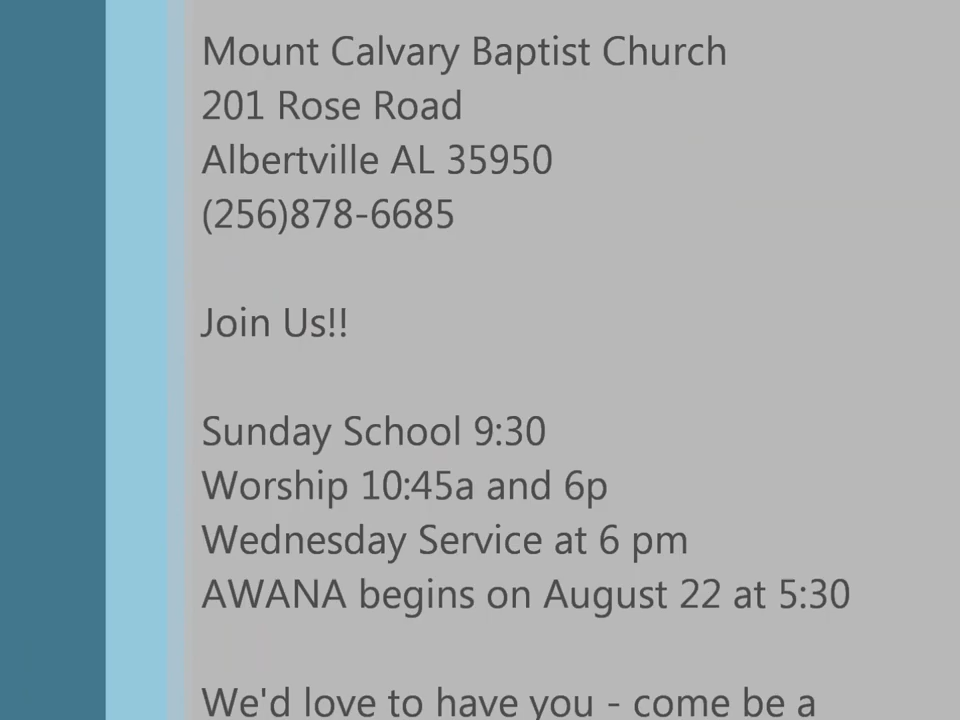 Mount Calvary Baptist Church
201 Rose Road
Albertville AL 35950
(256)878-6685
Join Us!!
Sunday School 9:30
Worship 10:45a and 6p
Wednesday Service at 6 pm
AWANA begins on August 22 at 5:30
We'd love to have you - come be a